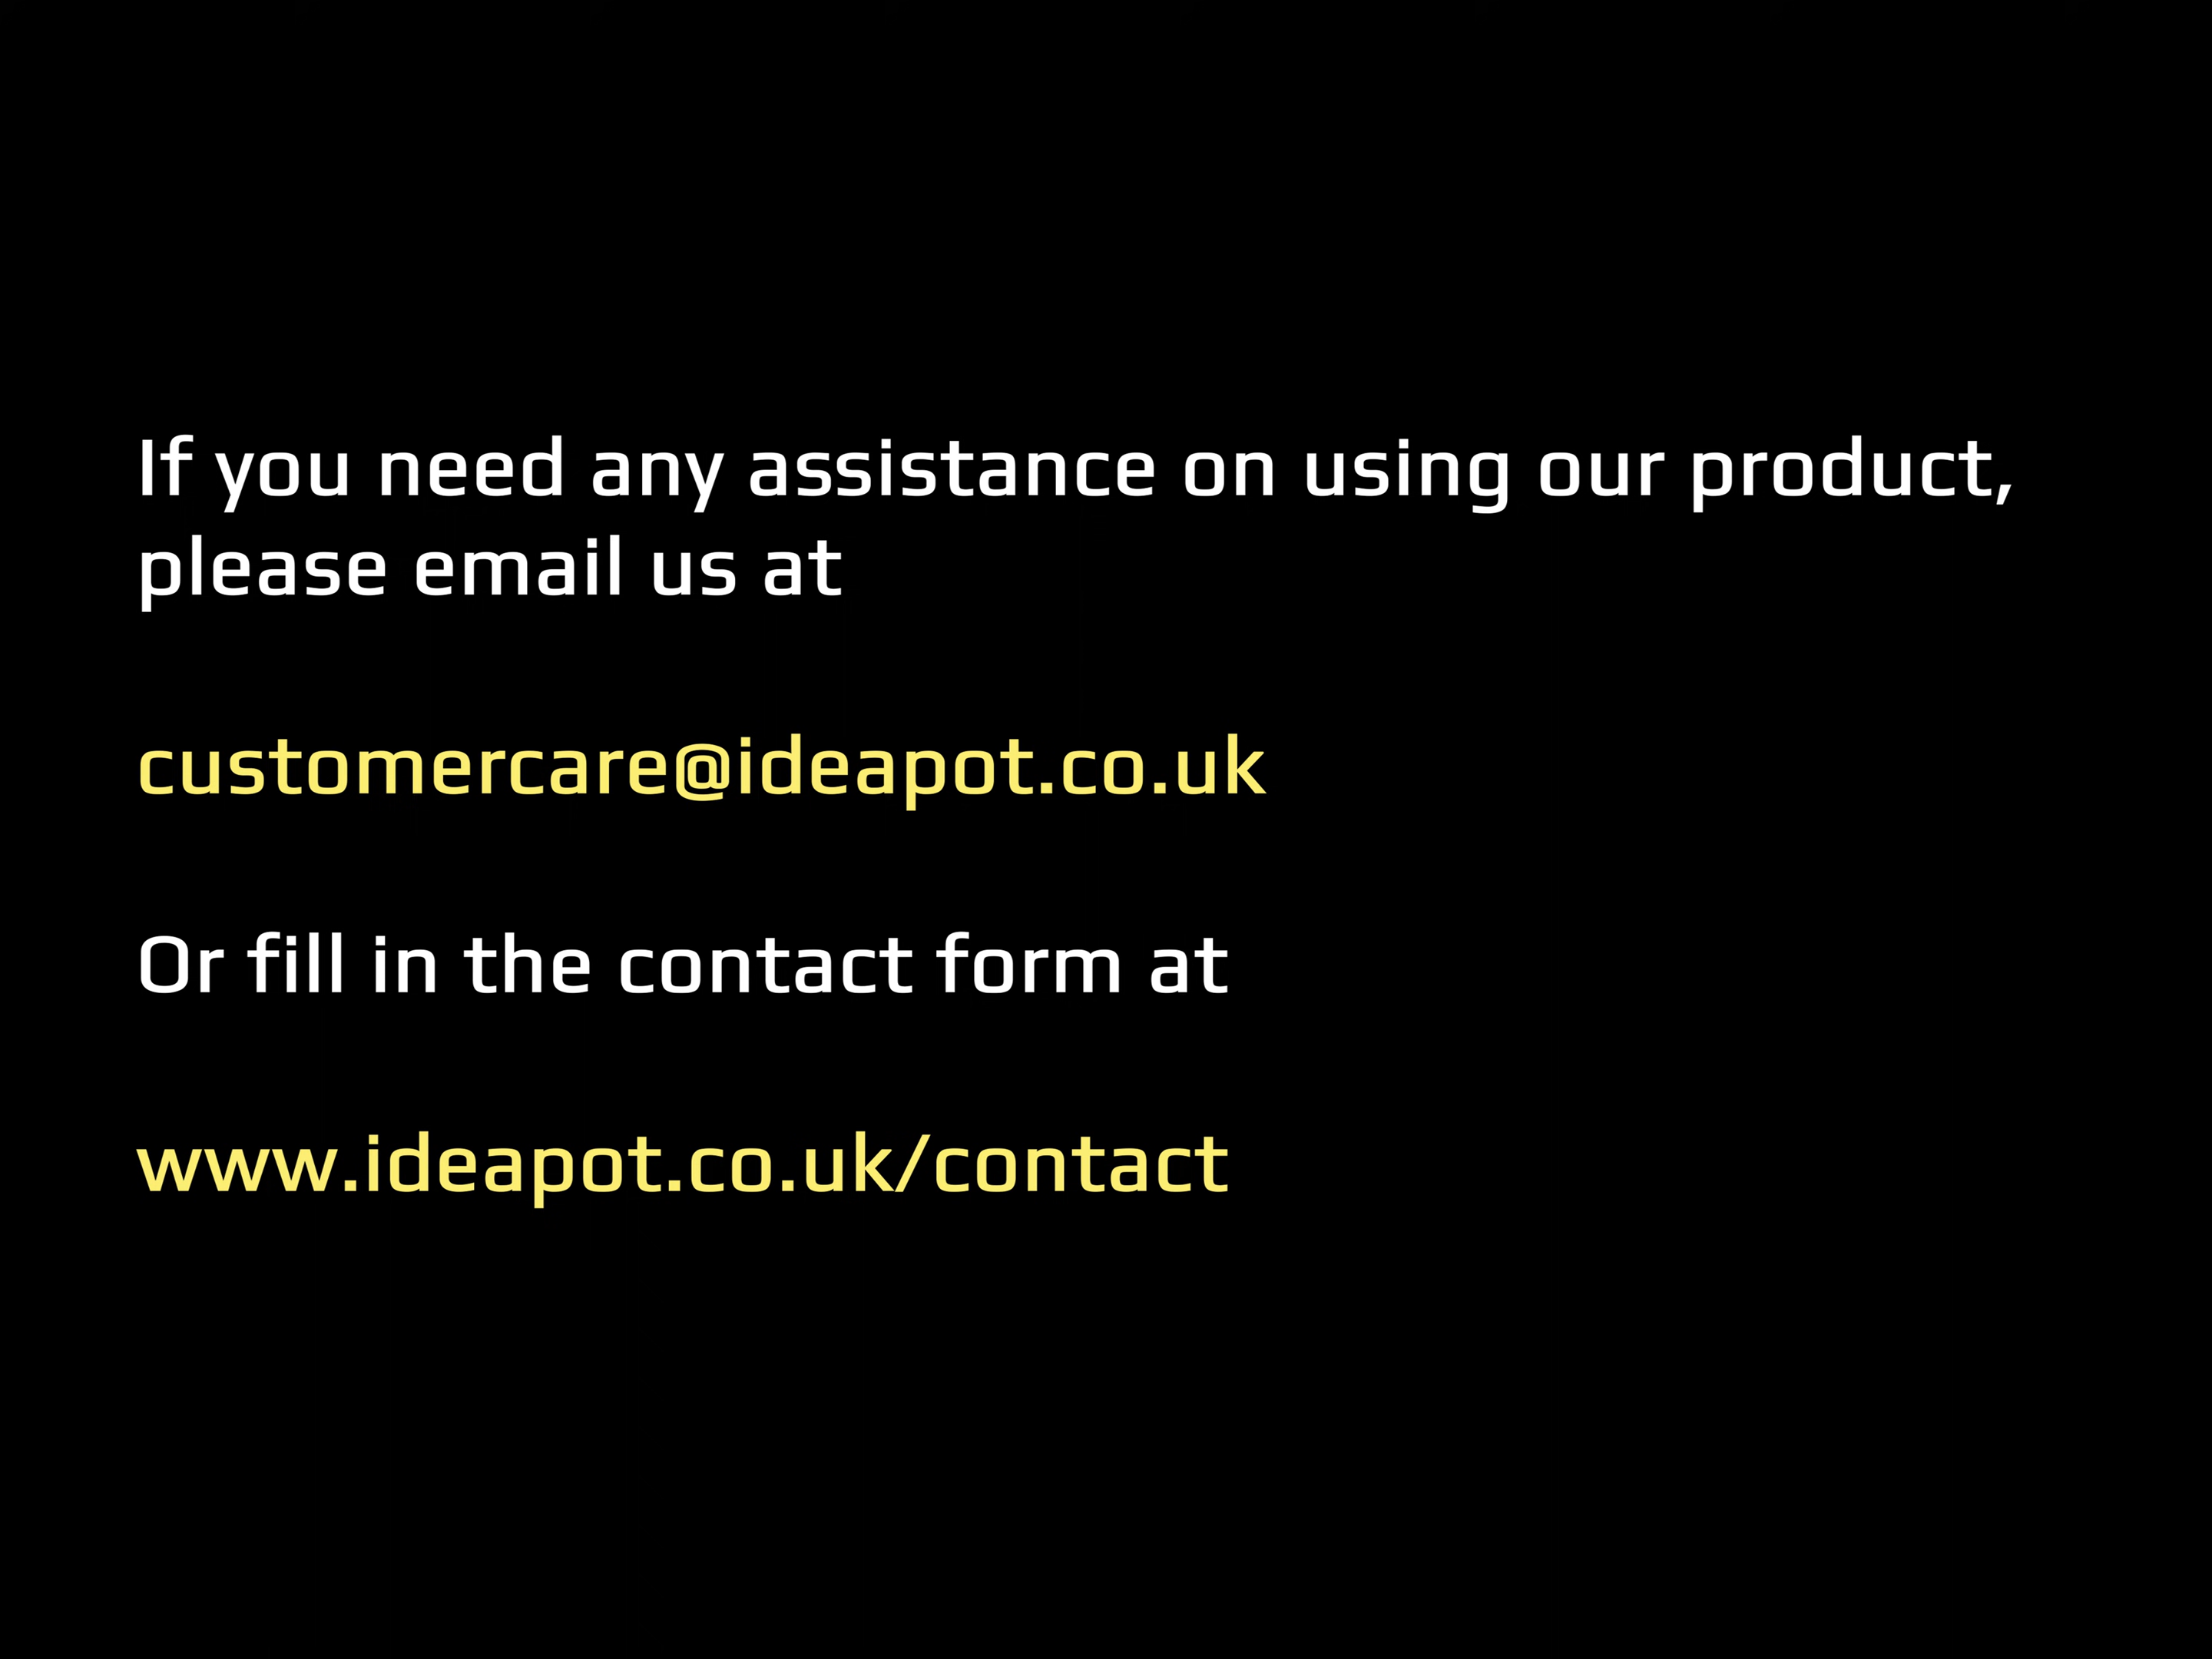 If you need any assistance on using our product,
please email us at
customercare@ideapot.co.uk
Or fill in the contact form at
www.ideapot.co.uk/contact